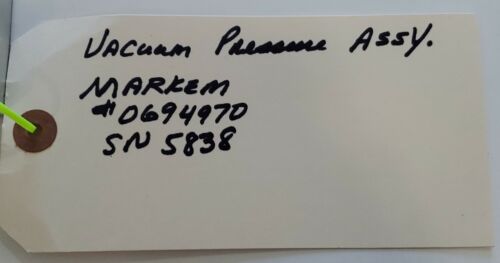 Vacuum Pressure Assy.
MARKEM
#0694970
SN 5838